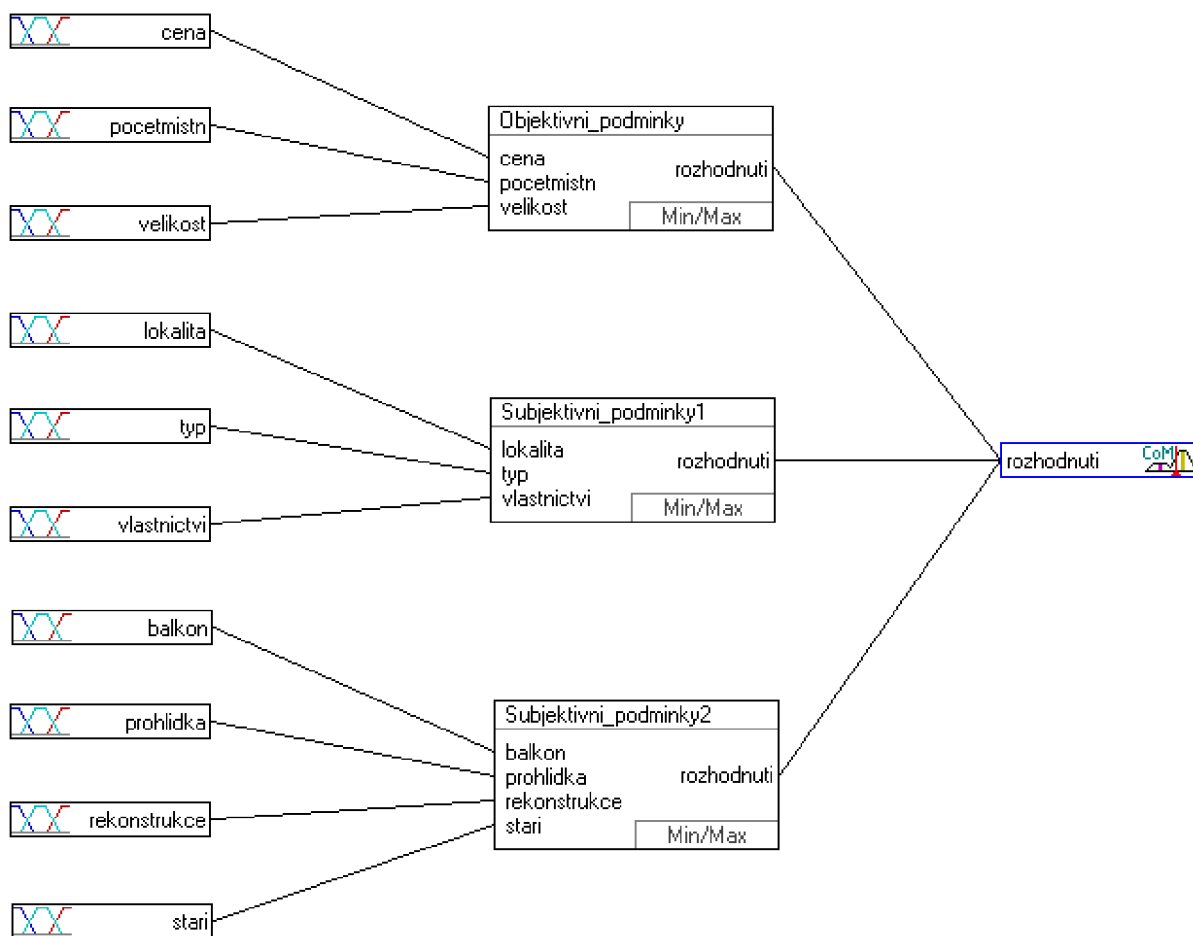 cena
pocetmistn
velikost
Objektivni_podminky
cena
pocetmistn
velikost
rozhodnuti
Min/Max
lokalita
typ
vlastnictvi
Subjektivni_podminky1
lokalita
typ
vlastnictvi
rozhodnuti
Min/Max
rozhodnuti
CoM
balkon
prohlidka
rekonstrukce
stari
Subjektivni_podminky2
balkon
prohlidka
rekonstrukce
stari
rozhodnuti
Min/Max